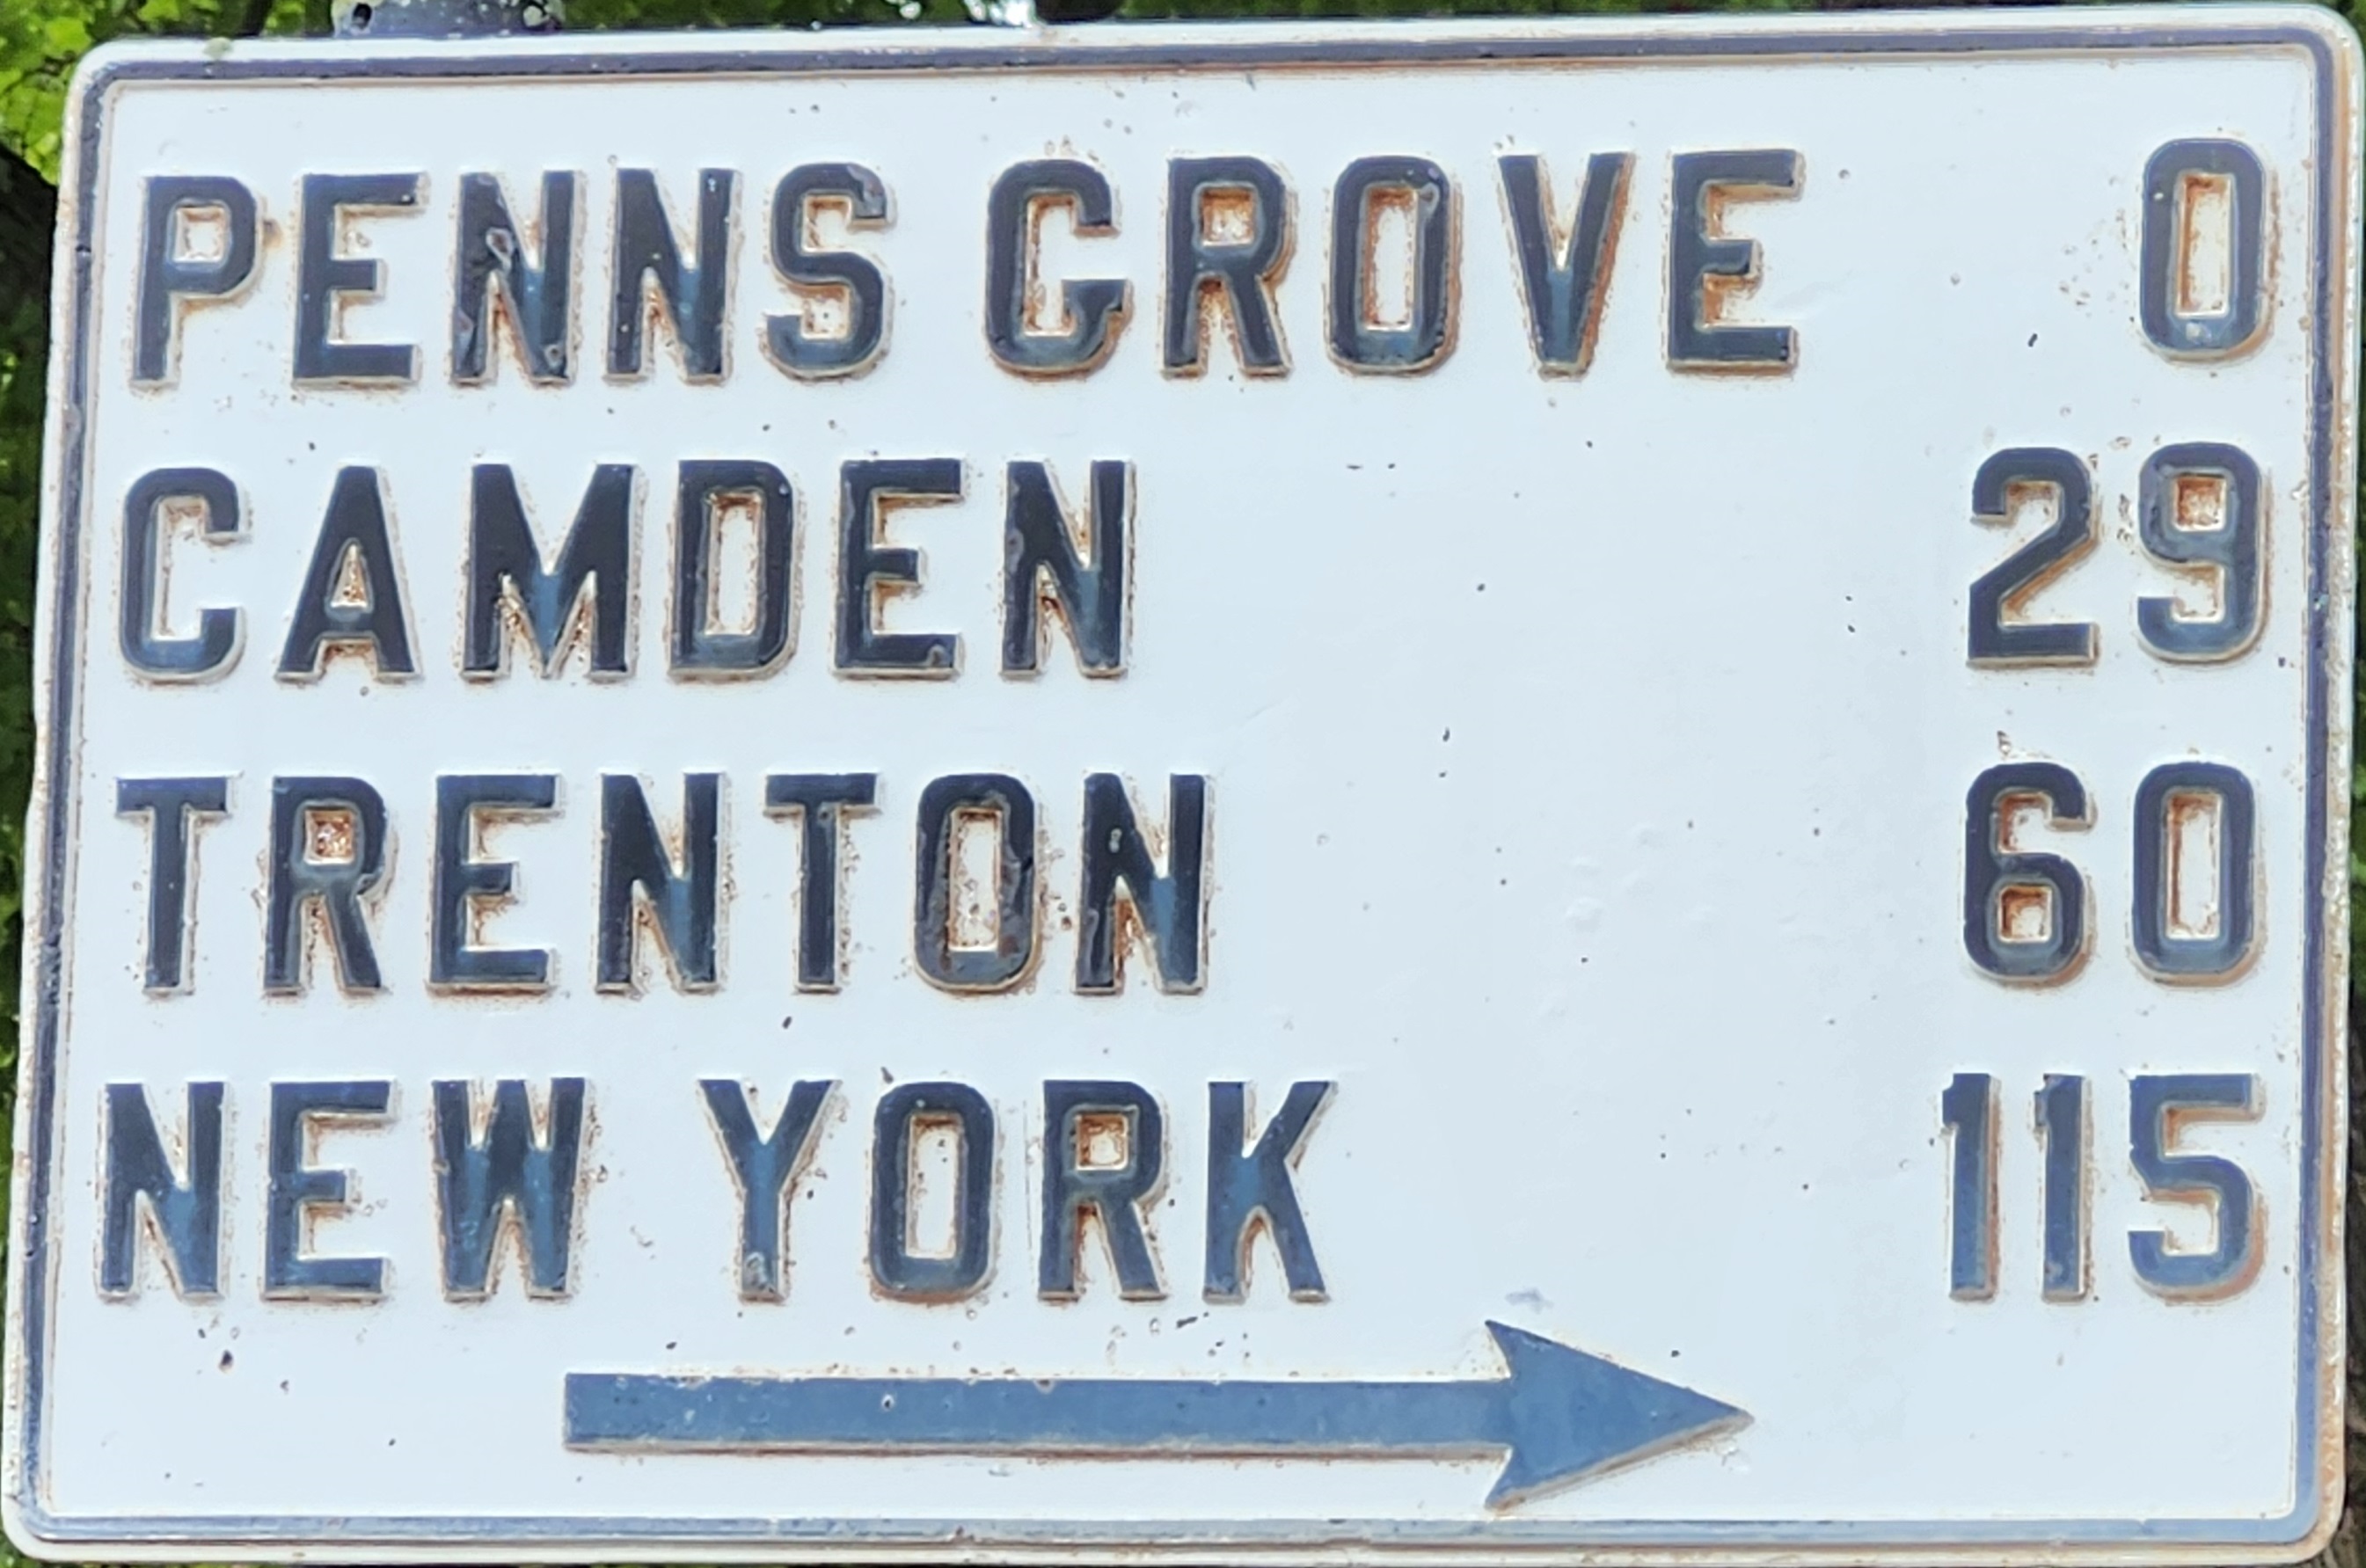 PENNS GROVE 0
CAMDEN 29
TRENTON 60
NEW YORK 115